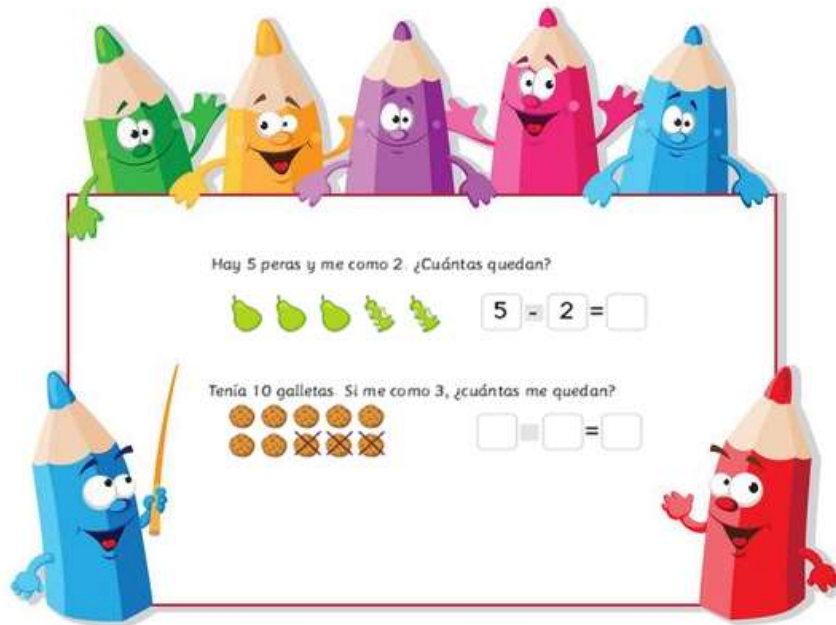 Hay 5 peras y me como 2. ¿Cuántas quedan?
5 - 2 =
Tenía 10 galletas. Si me como 3, ¿cuántas me quedan?
=